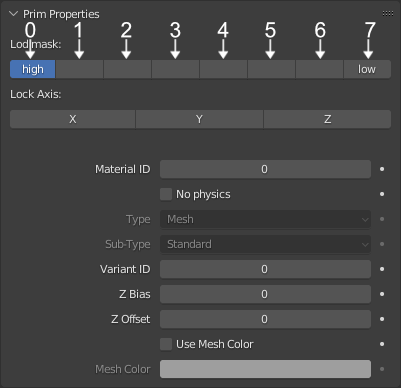 Prim Properties
0 1 2 3 4 5 6 7
Lodmask:
high low
Lock Axis:
X Y Z
Material ID 0
No physics
Type Mesh
Sub-Type Standard
Variant ID 0
Z Bias 0
Z Offset 0
Use Mesh Color
Mesh Color